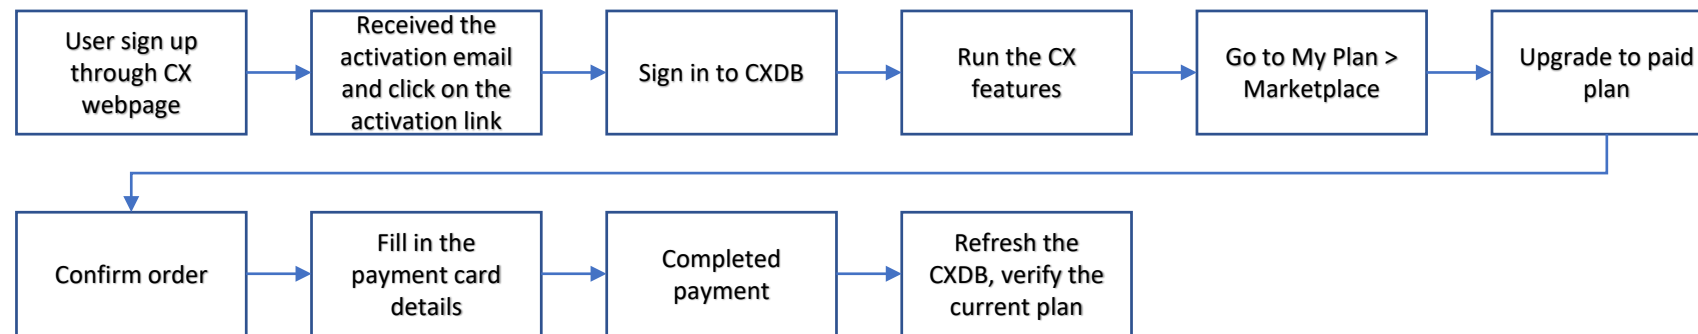 User sign up
through CX
webpage
Received the
activation email
and click on the
activation link
Sign in to CXDB
Run the CX
features
Go to My Plan >
Marketplace
Upgrade to paid
plan
Confirm order
Fill in the
payment card
details
Completed
payment
Refresh the
CXDB, verify the
current plan